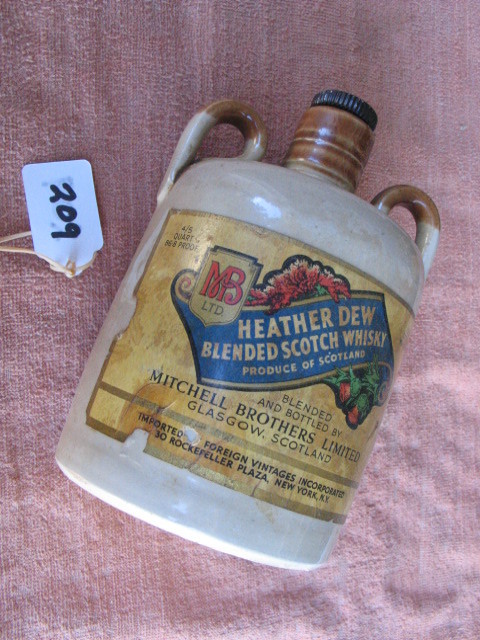 209
4/5
QUART
86.8 PROOF
MB
LTD.
HEATHER DEW
BLENDED SCOTCH WHISKY
PRODUCE OF SCOTLAND
BLENDED
AND BOTTLED BY
MITCHELL BROTHERS LIMITED
GLASGOW, SCOTLAND
IMPORTED FOREIGN VINTAGES INCORPORATED
30 ROCKEFELLER PLAZA, NEW YORK, N.Y.